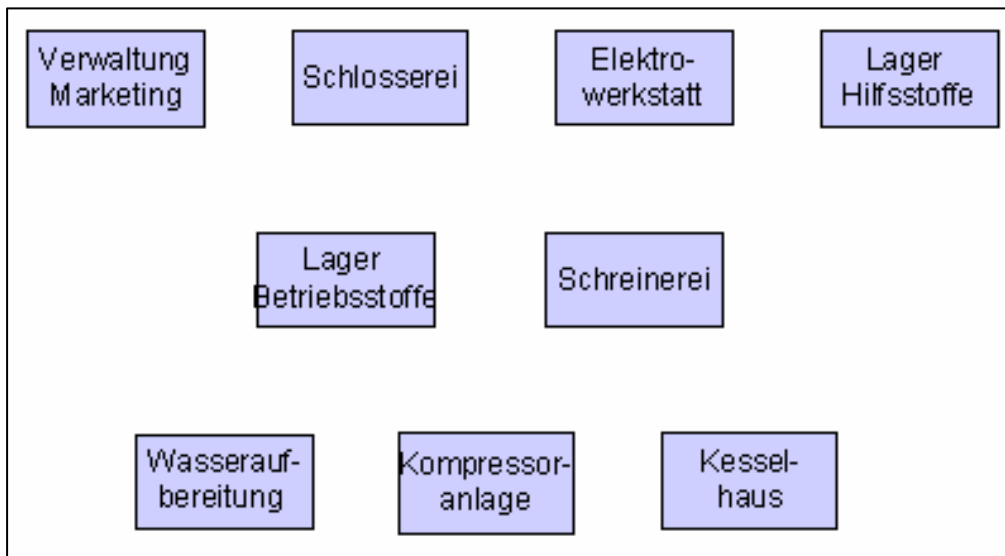 Verwaltung
Marketing
Schlosserei
Elektro-
werkstatt
Lager
Hilfsstoffe
Lager
Betriebsstoffe
Schreinerei
Wasserauf-
bereitung
Kompressor-
anlage
Kessel-
haus